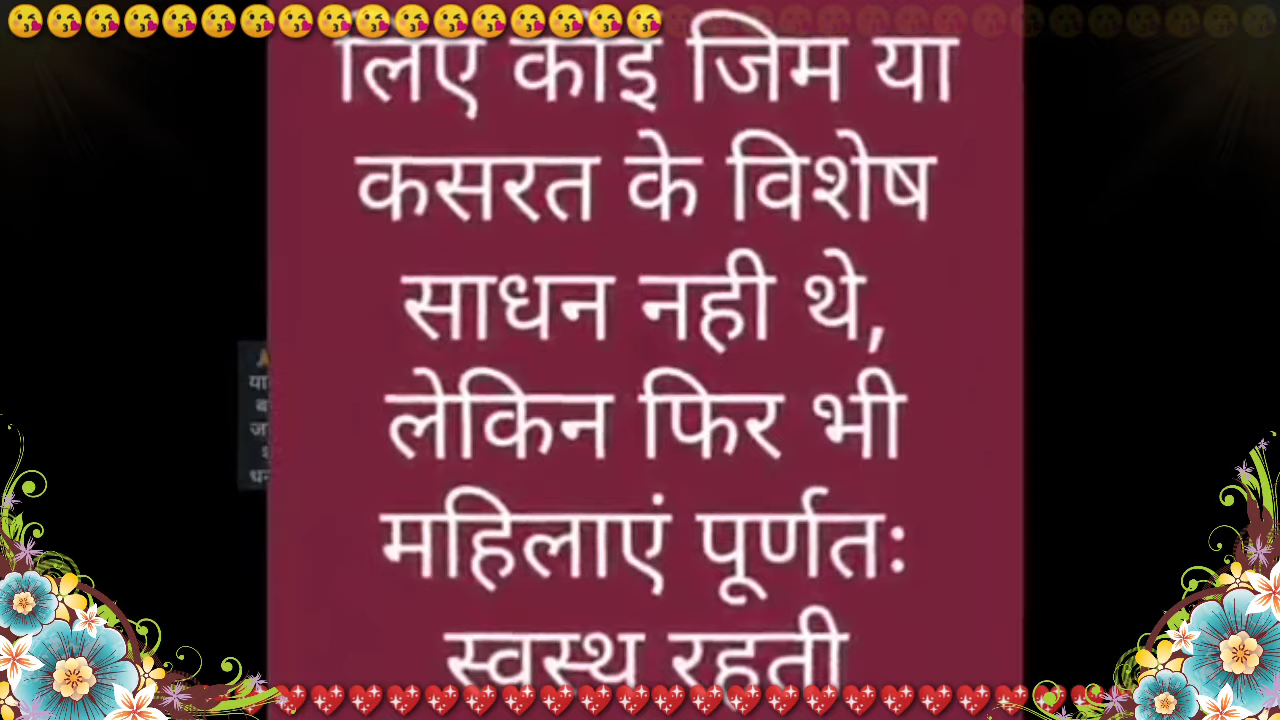 लिए कोई जिम या
कसरत के विशेष
साधन नही थे,
लेकिन फिर भी
महिलाएं पूर्णतः
स्वस्थ रहती